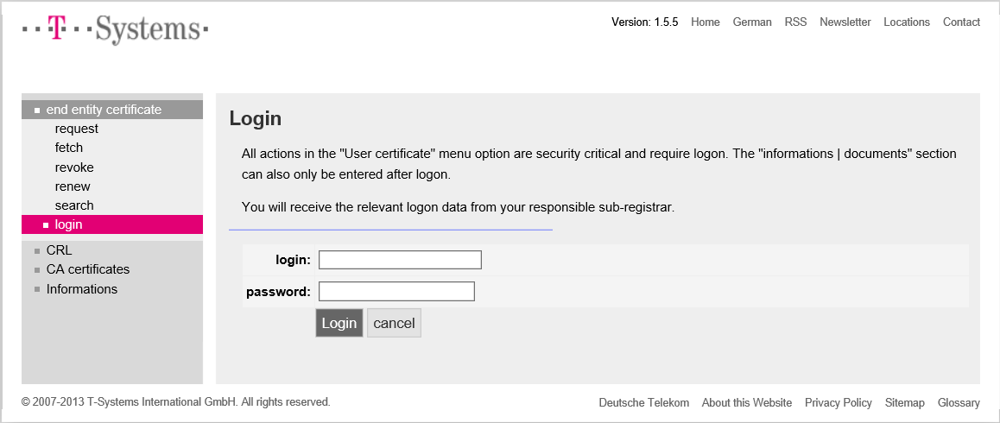 ··T··Systems· Version: 1.5.5 Home German RSS Newsletter Locations Contact
end entity certificate
request
fetch
revoke
renew
search
login
CRL
CA certificates
Informations
Login
All actions in the "User certificate" menu option are security critical and require logon. The "informations | documents" section
can also only be entered after logon.
You will receive the relevant logon data from your responsible sub-registrar.
login:
password:
Login cancel
© 2007-2013 T-Systems International GmbH. All rights reserved. Deutsche Telekom About this Website Privacy Policy Sitemap Glossary